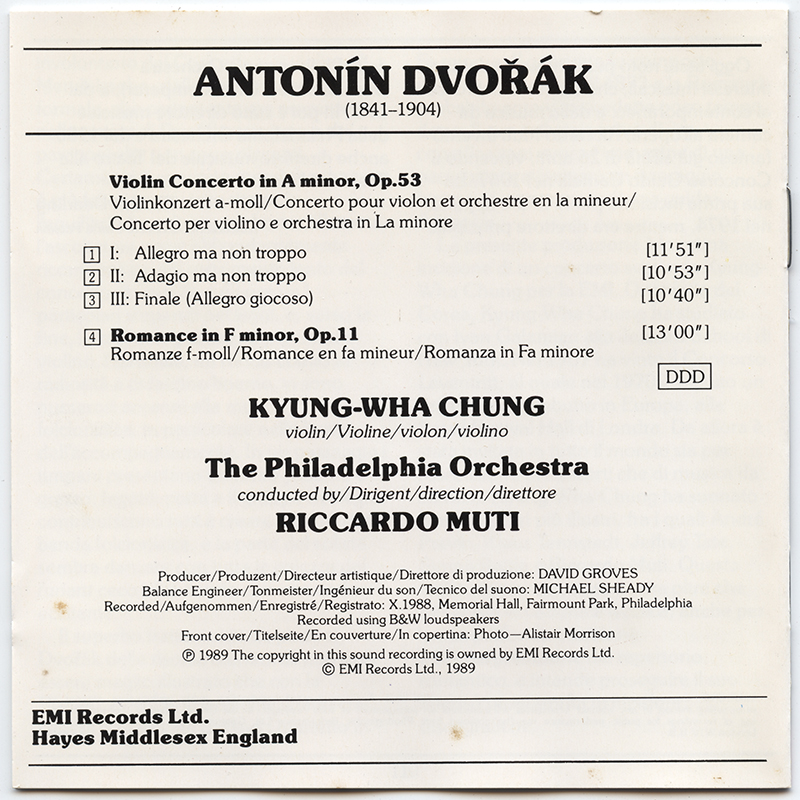 ANTONÍN DVOŘÁK
(1841–1904)
Violin Concerto in A minor, Op.53
Violinkonzert a-moll/Concerto pour violon et orchestre en la mineur/
Concerto per violino e orchestra in La minore
1 I: Allegro ma non troppo [11′51″]
2 II: Adagio ma non troppo [10′53″]
3 III: Finale (Allegro giocoso) [10′40″]
4 Romance in F minor, Op.11 [13′00″]
Romanze f-moll/Romance en fa mineur/Romanza in Fa minore
DDD
KYUNG-WHA CHUNG
violin/Violine/violon/violino
The Philadelphia Orchestra
conducted by/Dirigent/direction/direttore
RICCARDO MUTI
Producer/Produzent/Directeur artistique/Direttore di produzione: DAVID GROVES
Balance Engineer/Tonmeister/Ingénieur du son/Tecnico del suono: MICHAEL SHEADY
Recorded/Aufgenommen/Enregistré/Registrato: X.1988, Memorial Hall, Fairmount Park, Philadelphia
Recorded using B&W loudspeakers
Front cover/Titelseite/En couverture/In copertina: Photo—Alistair Morrison
℗ 1989 The copyright in this sound recording is owned by EMI Records Ltd.
© EMI Records Ltd., 1989
EMI Records Ltd.
Hayes Middlesex England